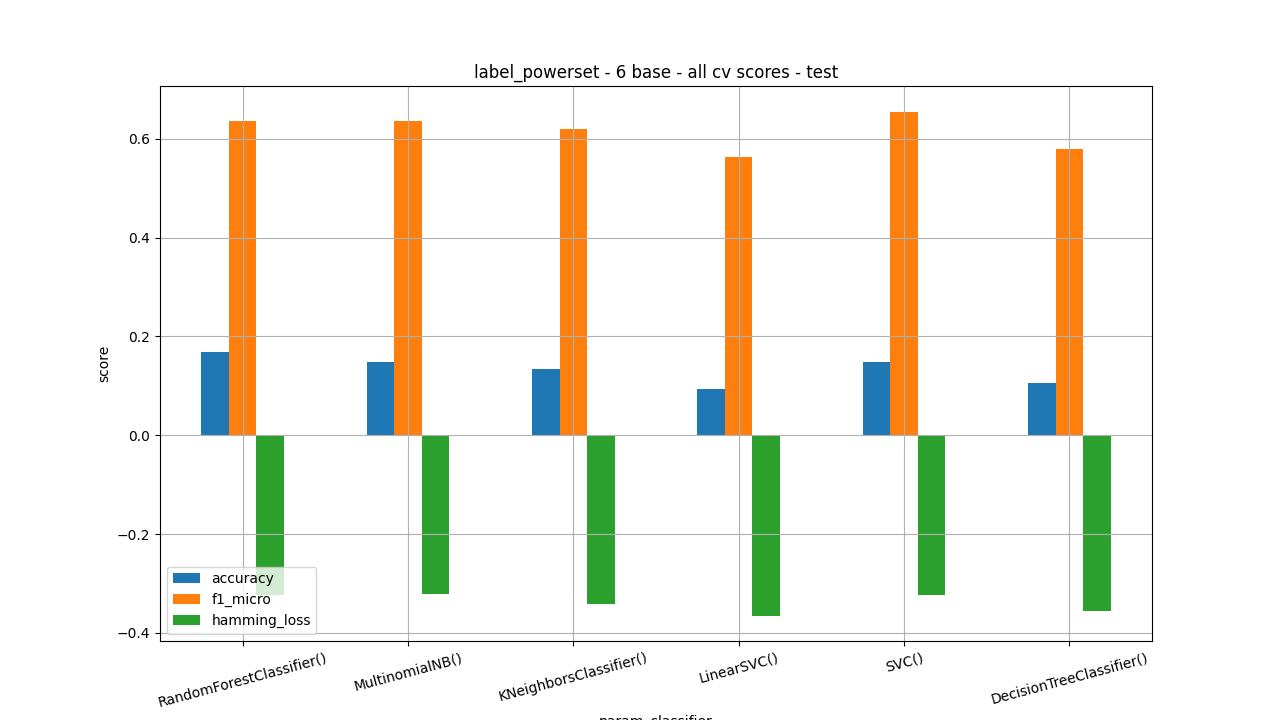 label_powerset - 6 base - all cv scores - test
score
0.6
0.4
0.2
0.0
−0.2
−0.4
accuracy
f1_micro
hamming_loss
RandomForestClassifier()
MultinomialNB()
KNeighborsClassifier()
LinearSVC()
SVC()
DecisionTreeClassifier()
param_classifier